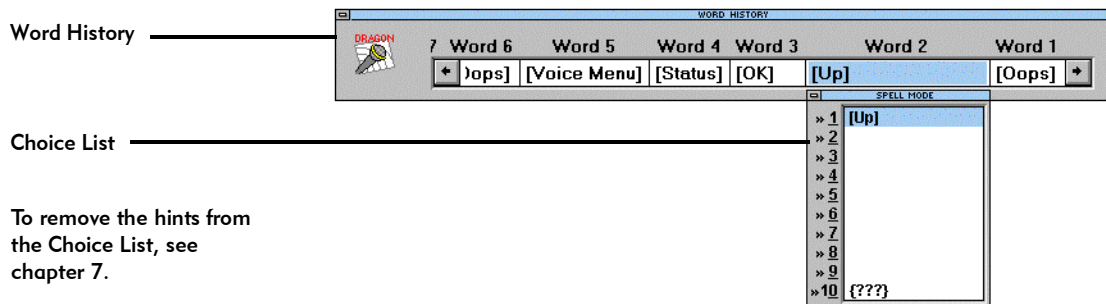 WORD HISTORY
Word History
DRAGON
7 Word 6 Word 5 Word 4 Word 3 Word 2 Word 1
)ops] [Voice Menu] [Status] [OK] [Up] [Oops]
SPELL MODE
» 1 [Up]
» 2
Choice List
» 3
» 4
» 5
» 6
To remove the hints from
the Choice List, see
chapter 7.
» 7
» 8
» 9
»10 {???}